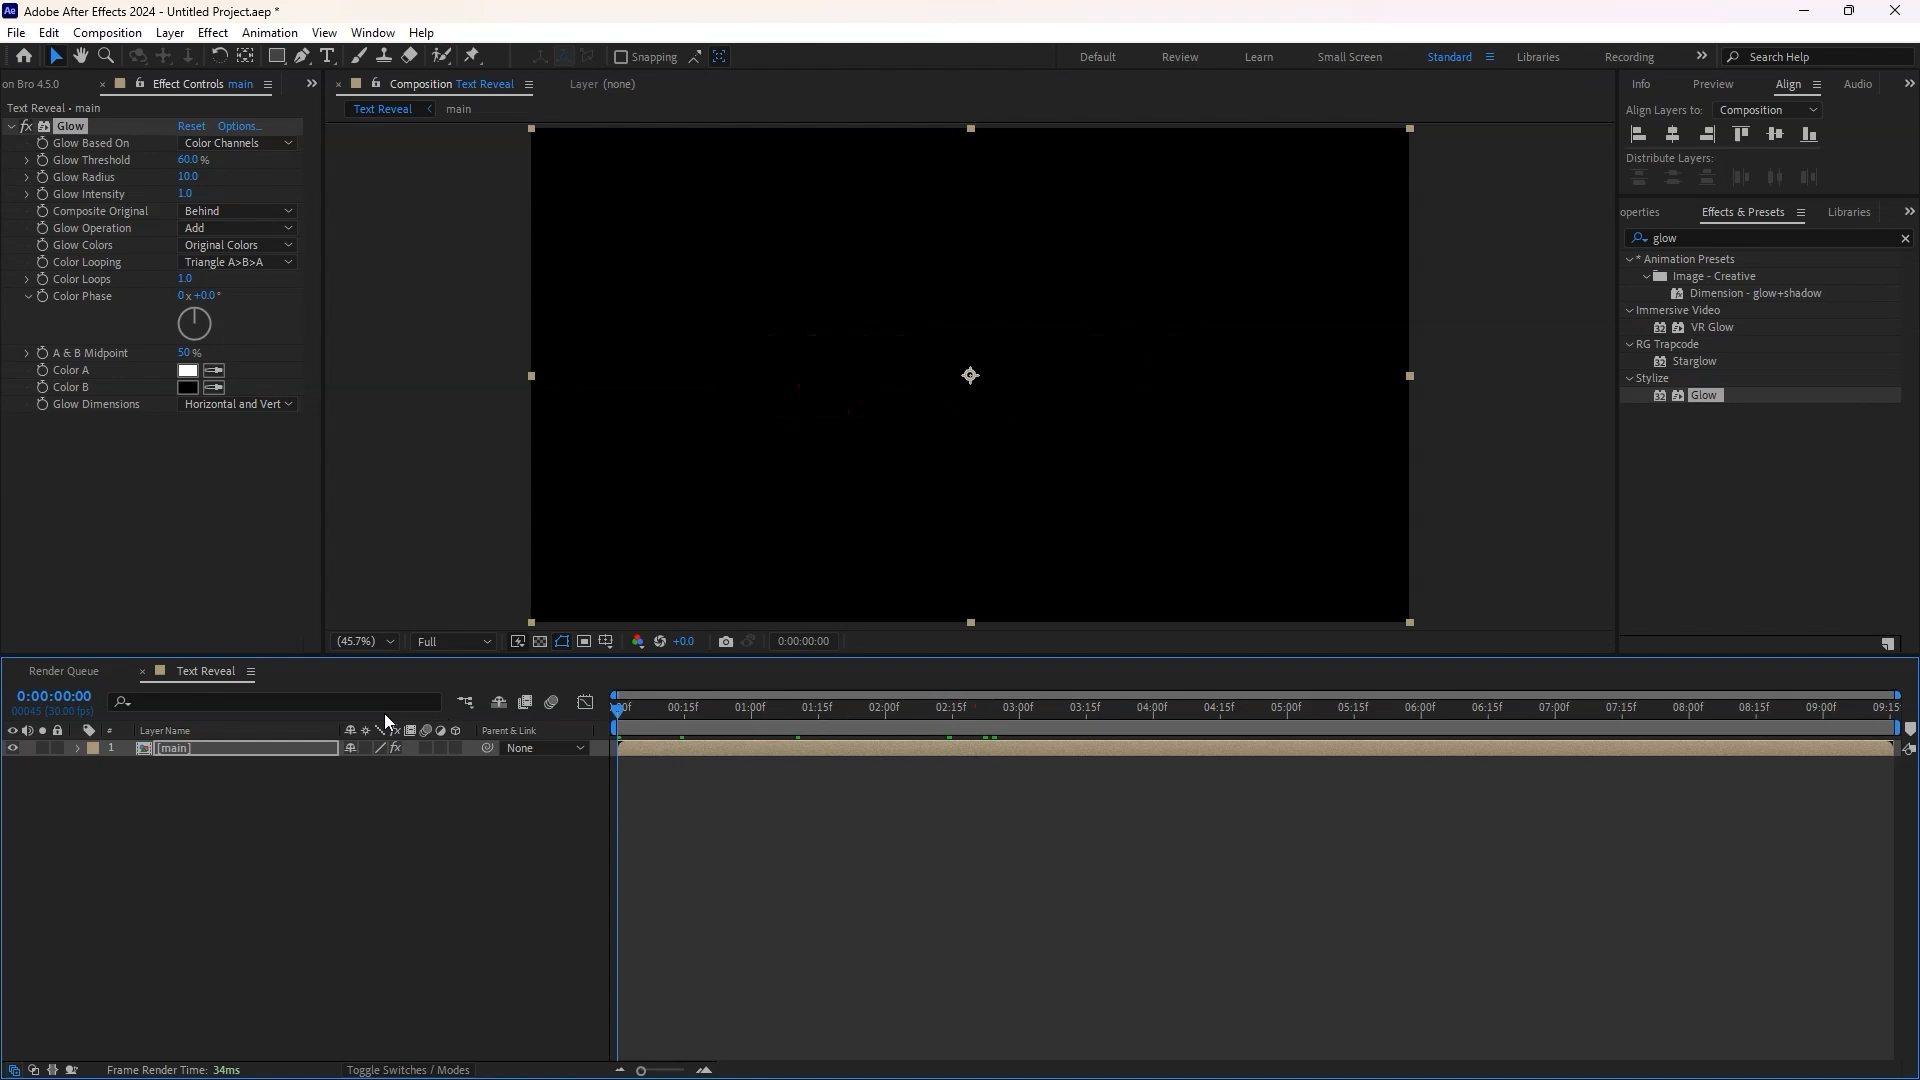 Adobe After Effects 2024 - Untitled Project.aep *
File Edit Composition Layer Effect Animation View Window Help
Snapping Default Review Learn Small Screen Standard Libraries Recording Search Help
on Bro 4.5.0 Effect Controls main Composition Text Reveal Layer (none) Info Preview Align Audio
Text Reveal • main Text Reveal main Align Layers to: Composition
Glow Reset Options...
Glow Based On Color Channels
Glow Threshold 60.0 %
Distribute Layers:
Glow Radius 10.0
Glow Intensity 1.0
Composite Original Behind
operties Effects & Presets Libraries
Glow Operation Add
glow
Glow Colors Original Colors
* Animation Presets
Color Looping Triangle A>B>A
Image - Creative
Color Loops 1.0
Dimension - glow+shadow
Color Phase 0x+0.0°
Immersive Video
VR Glow
RG Trapcode
A & B Midpoint 50 %
Starglow
Color A
Stylize
Color B
Glow
Glow Dimensions Horizontal and Vert
(45.7%) Full +0.0 0:00:00:00
Render Queue Text Reveal
0:00:00:00
00045 (30.00 fps)
00f 00:15f 01:00f 01:15f 02:00f 02:15f 03:00f 03:15f 04:00f 04:15f 05:00f 05:15f 06:00f 06:15f 07:00f 07:15f 08:00f 08:15f 09:00f 09:15
# Layer Name Parent & Link
1 [main] fx None
Frame Render Time: 34ms Toggle Switches / Modes